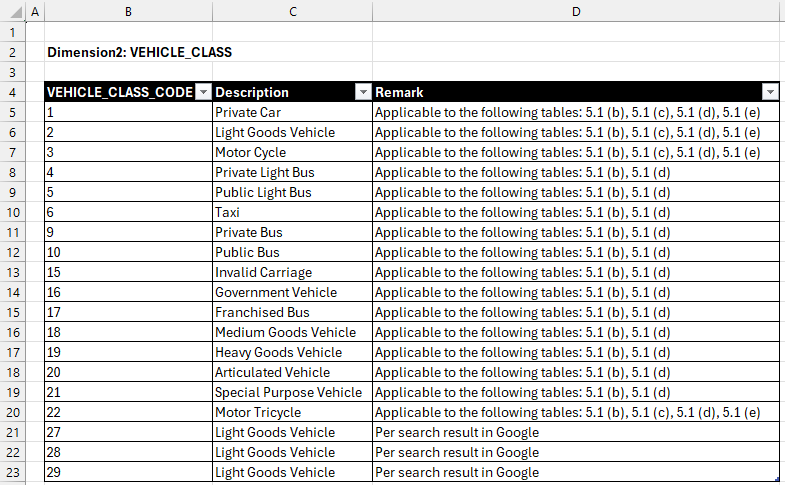 A B C D
1
2 Dimension2: VEHICLE_CLASS
3
4 VEHICLE_CLASS_CODE Description Remark
5 1 Private Car Applicable to the following tables: 5.1 (b), 5.1 (c), 5.1 (d), 5.1 (e)
6 2 Light Goods Vehicle Applicable to the following tables: 5.1 (b), 5.1 (c), 5.1 (d), 5.1 (e)
7 3 Motor Cycle Applicable to the following tables: 5.1 (b), 5.1 (c), 5.1 (d), 5.1 (e)
8 4 Private Light Bus Applicable to the following tables: 5.1 (b), 5.1 (d)
9 5 Public Light Bus Applicable to the following tables: 5.1 (b), 5.1 (d)
10 6 Taxi Applicable to the following tables: 5.1 (b), 5.1 (d)
11 9 Private Bus Applicable to the following tables: 5.1 (b), 5.1 (d)
12 10 Public Bus Applicable to the following tables: 5.1 (b), 5.1 (d)
13 15 Invalid Carriage Applicable to the following tables: 5.1 (b), 5.1 (d)
14 16 Government Vehicle Applicable to the following tables: 5.1 (b), 5.1 (d)
15 17 Franchised Bus Applicable to the following tables: 5.1 (b), 5.1 (d)
16 18 Medium Goods Vehicle Applicable to the following tables: 5.1 (b), 5.1 (d)
17 19 Heavy Goods Vehicle Applicable to the following tables: 5.1 (b), 5.1 (d)
18 20 Articulated Vehicle Applicable to the following tables: 5.1 (b), 5.1 (d)
19 21 Special Purpose Vehicle Applicable to the following tables: 5.1 (b), 5.1 (d)
20 22 Motor Tricycle Applicable to the following tables: 5.1 (b), 5.1 (c), 5.1 (d), 5.1 (e)
21 27 Light Goods Vehicle Per search result in Google
22 28 Light Goods Vehicle Per search result in Google
23 29 Light Goods Vehicle Per search result in Google